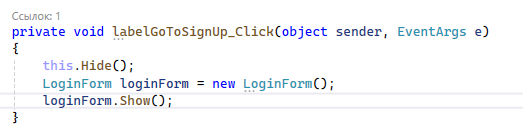 Ссылок: 1
private void labelGoToSignUp_Click(object sender, EventArgs e)
{
    this.Hide();
    LoginForm loginForm = new LoginForm();
    loginForm.Show();
}